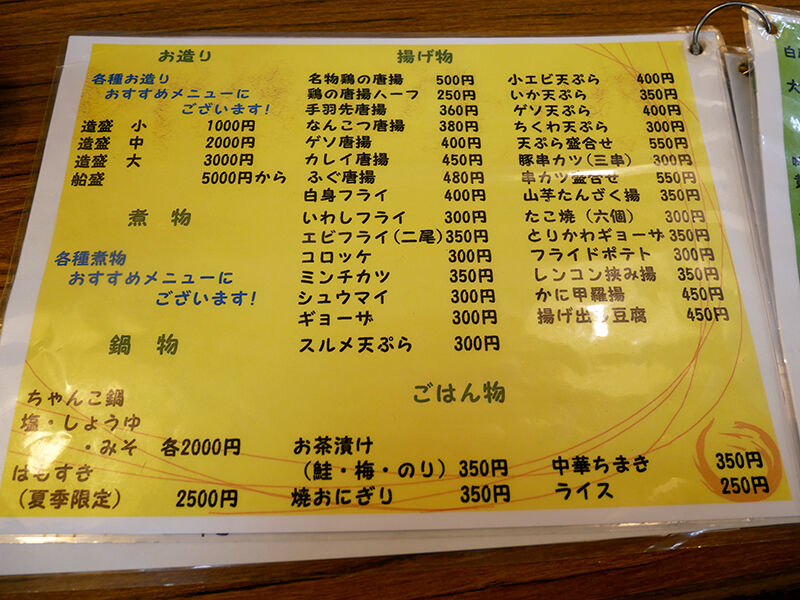 お造り
各種お造り
おすすめメニューに
ございます!
造盛 小 1000円
造盛 中 2000円
造盛 大 3000円
船盛 5000円から
煮物
各種煮物
おすすめメニューに
ございます!
鍋物
ちゃんこ鍋
塩・しょうゆ
・みそ 各2000円
はもすき
(夏季限定) 2500円
揚げ物
名物鶏の唐揚 500円
鶏の唐揚ハーフ 250円
手羽先唐揚 360円
なんこつ唐揚 380円
ゲソ唐揚 400円
カレイ唐揚 450円
ふぐ唐揚 480円
白身フライ 400円
いわしフライ 300円
エビフライ(二尾) 350円
コロッケ 300円
ミンチカツ 350円
シュウマイ 300円
ギョーザ 300円
スルメ天ぷら 300円
小エビ天ぷら 400円
いか天ぷら 350円
ゲソ天ぷら 400円
ちくわ天ぷら 300円
天ぷら盛合せ 550円
豚串カツ(三串) 300円
串カツ盛合せ 550円
山芋たんざく揚 350円
たこ焼(六個) 300円
とりかわギョーザ 350円
フライドポテト 300円
レンコン挟み揚 350円
かに甲羅揚 450円
揚げ出し豆腐 450円
ごはん物
お茶漬け
(鮭・梅・のり) 350円
焼おにぎり 350円
中華ちまき 350円
ライス 250円